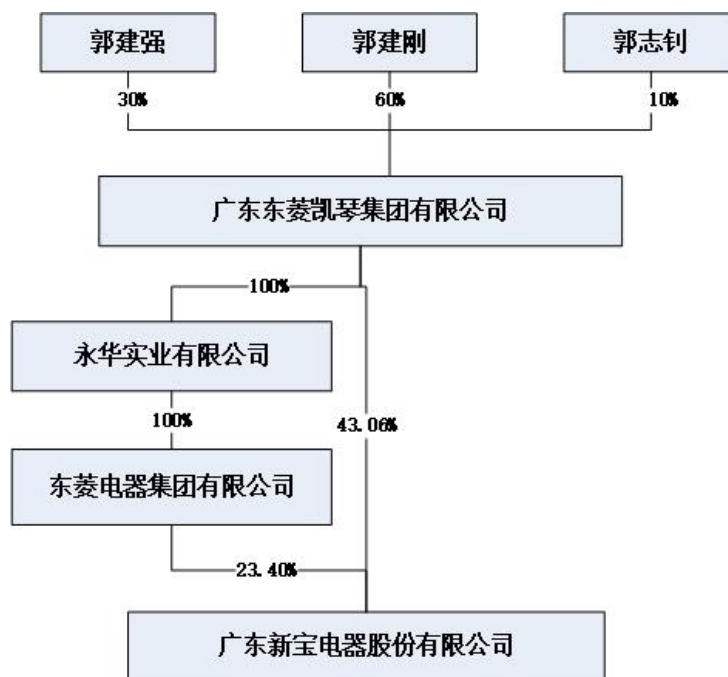 郭建强
郭建刚
郭志钊
30%
60%
10%
广东东菱凯琴集团有限公司
100%
永华实业有限公司
100%
43.06%
东菱电器集团有限公司
23.40%
广东新宝电器股份有限公司